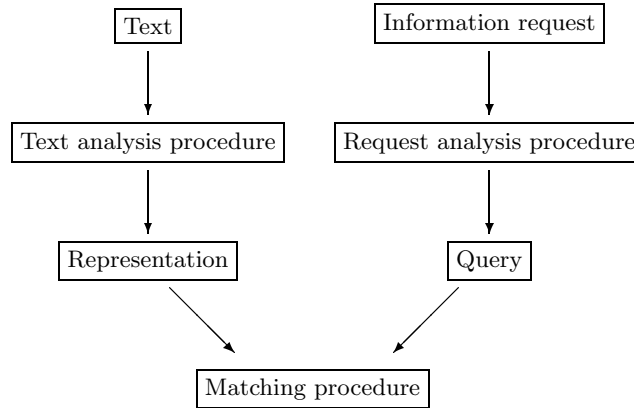 Text
Information request
Text analysis procedure
Request analysis procedure
Representation
Query
Matching procedure